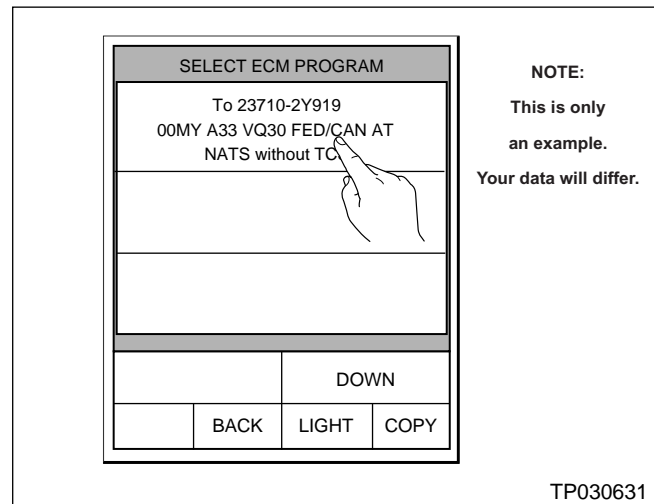 SELECT ECM PROGRAM
To 23710-2Y919
00MY A33 VQ30 FED/CAN AT
NATS without TC
DOWN
BACK LIGHT COPY
NOTE:
This is only
an example.
Your data will differ.
TP030631